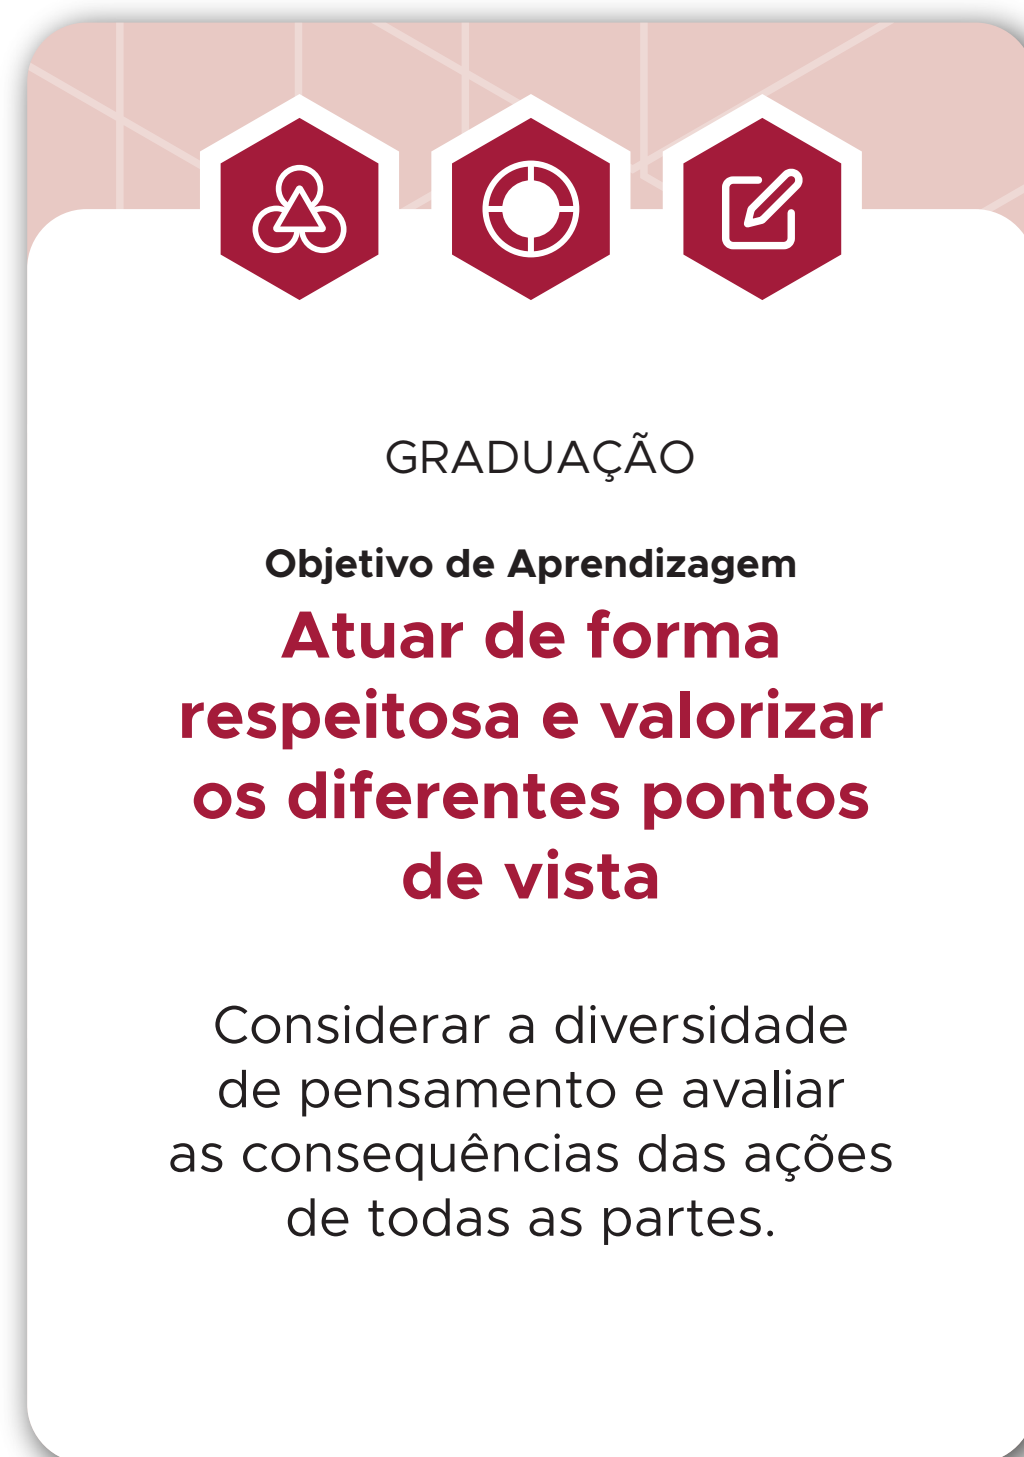 GRADUAÇÃO
Objetivo de Aprendizagem
Atuar de forma
respeitosa e valorizar
os diferentes pontos
de vista
Considerar a diversidade
de pensamento e avaliar
as consequências das ações
de todas as partes.